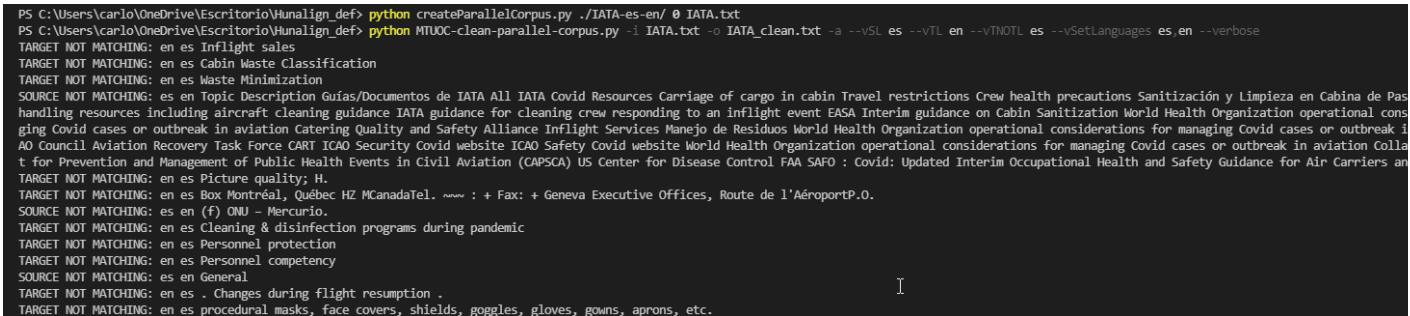 PS C:\Users\carlo\OneDrive\Escritorio\Hunalign_def> python createParallelCorpus.py ./IATA-es-en/ 0 IATA.txt
PS C:\Users\carlo\OneDrive\Escritorio\Hunalign_def> python MTUOC-clean-parallel-corpus.py -i IATA.txt -o IATA_clean.txt -a --vSL es --vTL en --vTNOTL es --vSetLanguages es,en --verbose
TARGET NOT MATCHING: en es Inflight sales
TARGET NOT MATCHING: en es Cabin Waste Classification
TARGET NOT MATCHING: en es Waste Minimization
SOURCE NOT MATCHING: es en Topic Description Guías/Documentos de IATA All IATA Covid Resources Carriage of cargo in cabin Travel restrictions Crew health precautions Sanitización y Limpieza en Cabina de Pas
handling resources including aircraft cleaning guidance IATA guidance for cleaning crew responding to an inflight event EASA Interim guidance on Cabin Sanitization World Health Organization operational cons
ging Covid cases or outbreak in aviation Catering Quality and Safety Alliance Inflight Services Manejo de Residuos World Health Organization operational considerations for managing Covid cases or outbreak i
AO Council Aviation Recovery Task Force CART ICAO Security Covid website ICAO Safety Covid website World Health Organization operational considerations for managing Covid cases or outbreak in aviation Colla
t for Prevention and Management of Public Health Events in Civil Aviation (CAPSCA) US Center for Disease Control FAA SAFO : Covid: Updated Interim Occupational Health and Safety Guidance for Air Carriers an
TARGET NOT MATCHING: en es Picture quality; H.
TARGET NOT MATCHING: en es Box Montréal, Québec HZ MCanadaTel. ~~~ : + Fax: + Geneva Executive Offices, Route de l'AéroportP.O.
SOURCE NOT MATCHING: es en (f) ONU – Mercurio.
TARGET NOT MATCHING: en es Cleaning & disinfection programs during pandemic
TARGET NOT MATCHING: en es Personnel protection
TARGET NOT MATCHING: en es Personnel competency
SOURCE NOT MATCHING: es en General
TARGET NOT MATCHING: en es . Changes during flight resumption .
TARGET NOT MATCHING: en es procedural masks, face covers, shields, goggles, gloves, gowns, aprons, etc.